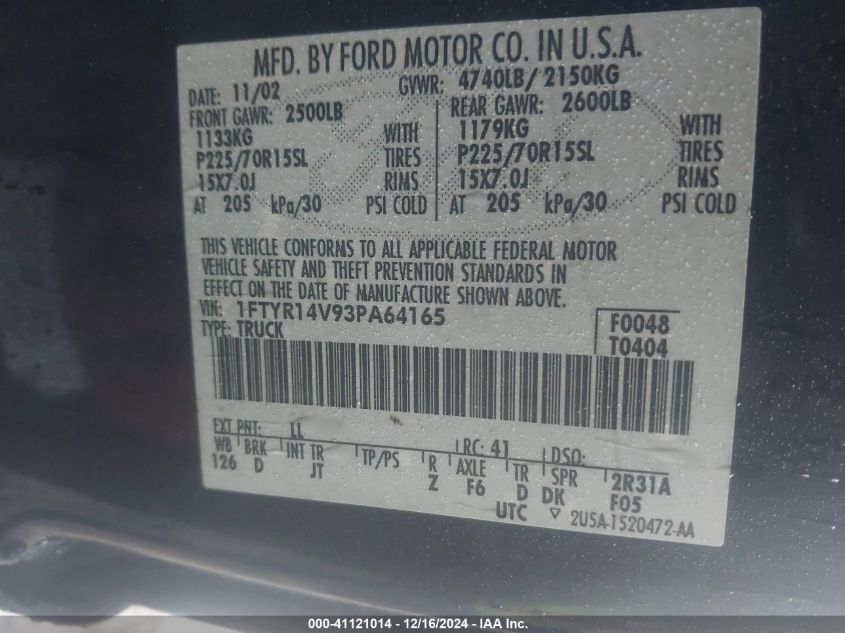 MFD. BY FORD MOTOR CO. IN U.S.A.
DATE: 11/02 GVWR: 4740LB/ 2150KG
FRONT GAWR: 2500LB REAR GAWR: 2600LB
1133KG WITH 1179KG WITH
P225/70R15SL TIRES P225/70R15SL TIRES
15X7.0J RIMS 15X7.0J RIMS
AT 205 kPa/30 PSI COLD AT 205 kPa/30 PSI COLD
THIS VEHICLE CONFORMS TO ALL APPLICABLE FEDERAL MOTOR
VEHICLE SAFETY AND THEFT PREVENTION STANDARDS IN
EFFECT ON THE DATE OF MANUFACTURE SHOWN ABOVE.
VIN: 1FTYR14V93PA64165 F0048
TYPE: TRUCK T0404
EXT PNT: LL RC: 41 DSO:
WB BRK INT TR TP/PS R AXLE TR SPR 2R31A
126 D JT Z F6 D DK F05
UTC ▽ 2U5A-1520472-AA
000-41121014 - 12/16/2024 - IAA Inc.